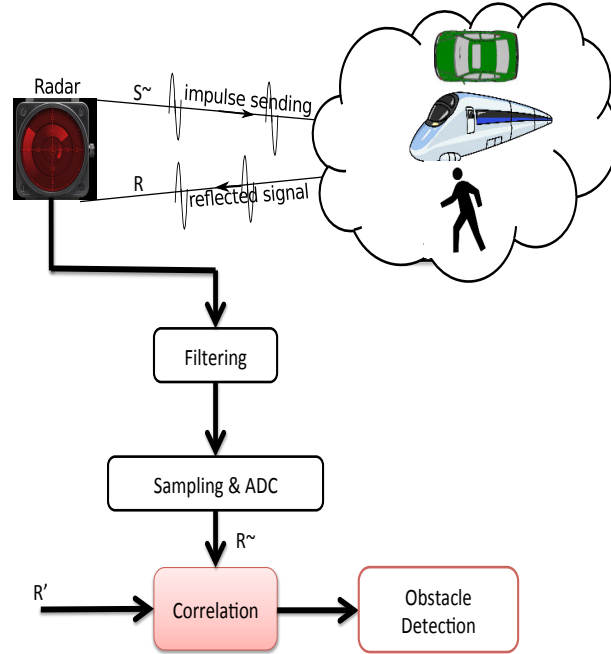 Radar
S~
impulse sending
R
reflected signal
Filtering
Sampling & ADC
R~
R’
Correlation
Obstacle
Detection